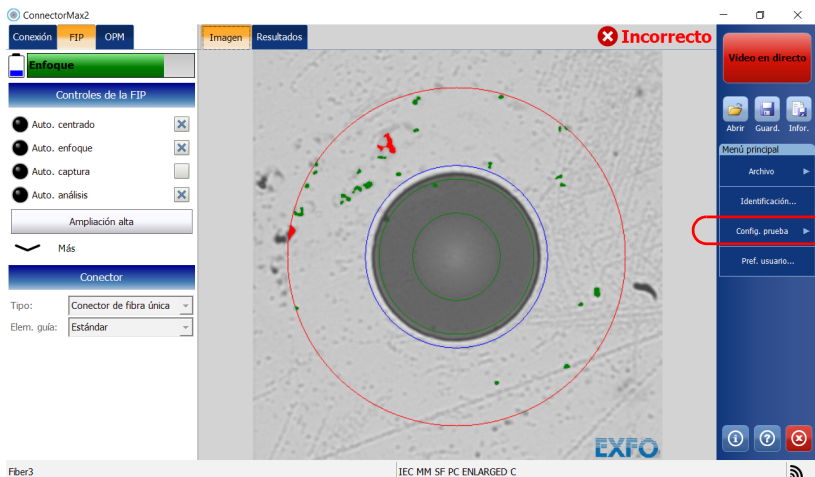 ConnectorMax2
Conexión FIP OPM
Enfoque
Controles de la FIP
Auto. centrado
Auto. enfoque
Auto. captura
Auto. análisis
Ampliación alta
Más
Conector
Tipo: Conector de fibra única
Elem. guía: Estándar
Imagen Resultados
Incorrecto
EXFO
Vídeo en directo
Abrir Guard. Infor.
Menú principal
Archivo
Identificación...
Config. prueba
Pref. usuario...
Fiber3 IEC MM SF PC ENLARGED C